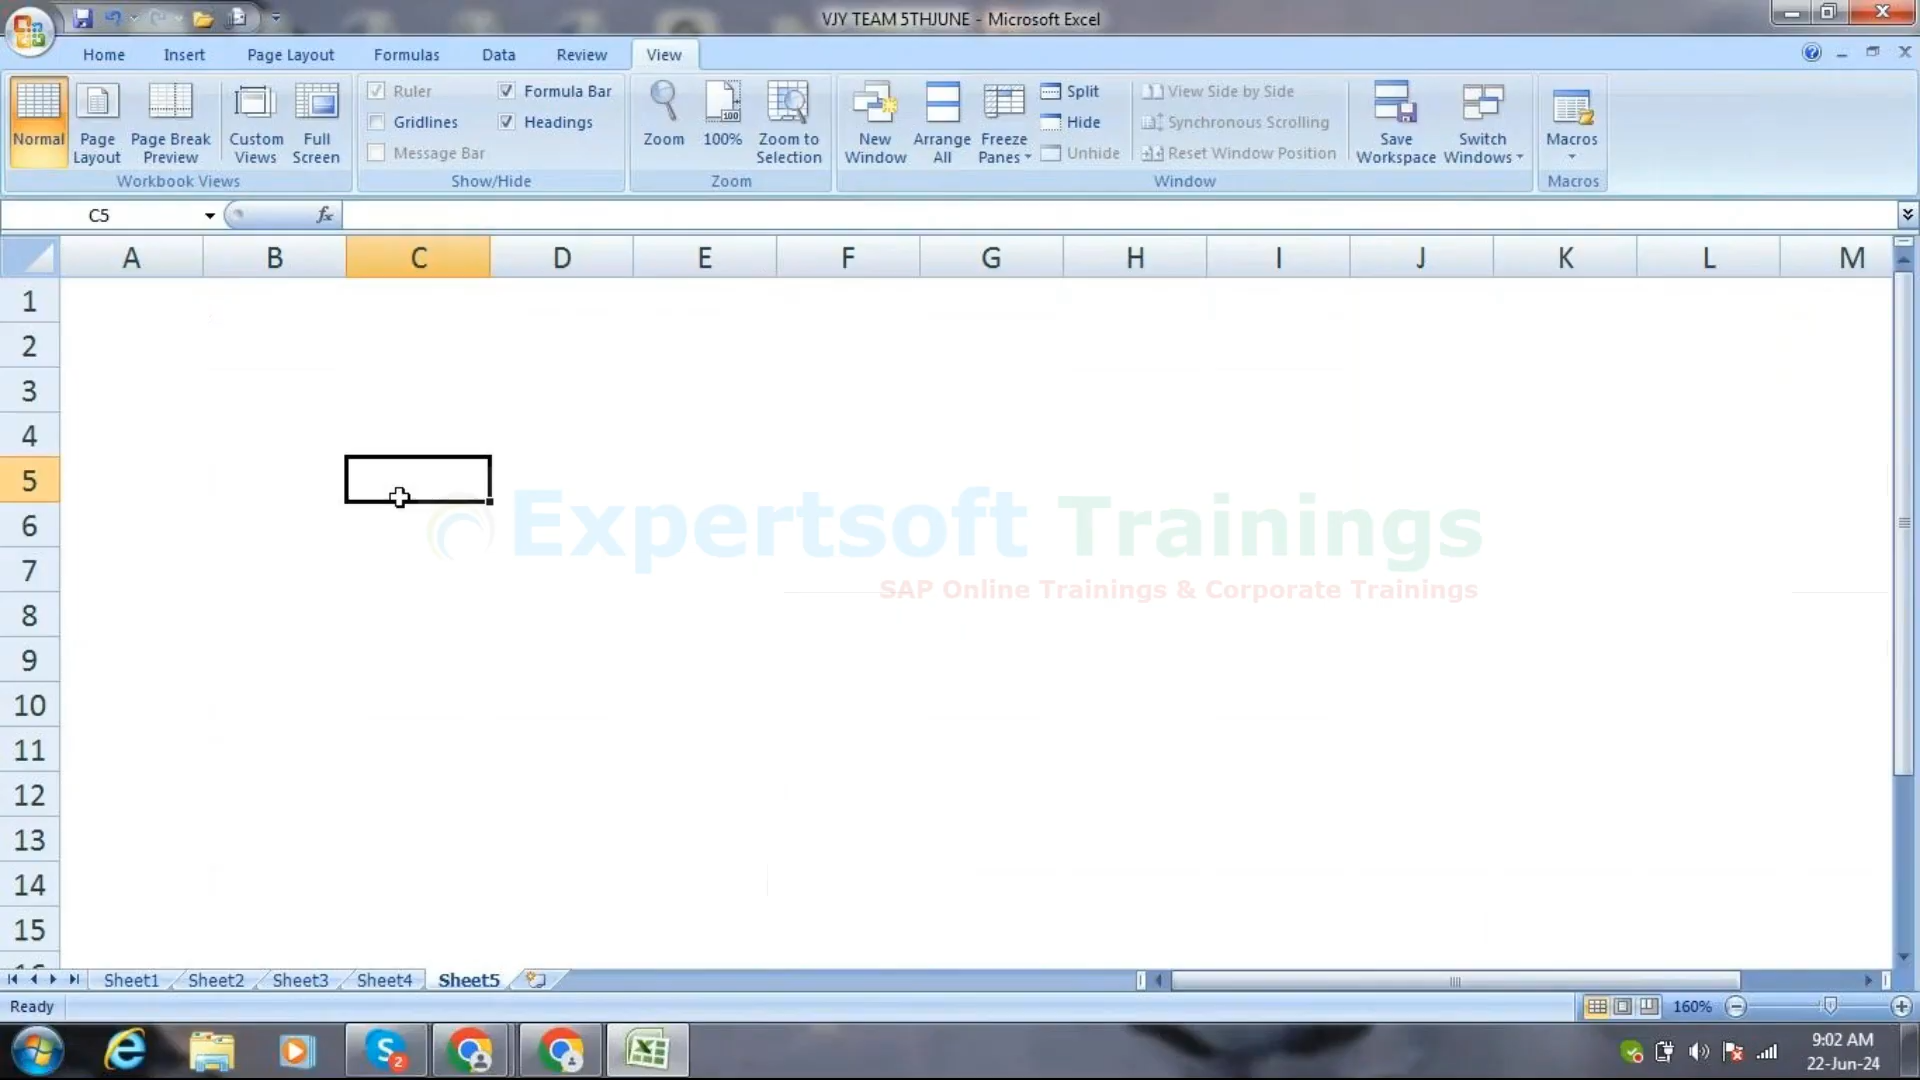 VJY TEAM 5THJUNE - Microsoft Excel
Home Insert Page Layout Formulas Data Review View
Ruler Formula Bar Split View Side by Side
Gridlines Headings Hide Synchronous Scrolling
Message Bar Unhide Reset Window Position
Normal Page Layout Page Break Preview Custom Views Full Screen Zoom 100% Zoom to Selection New Window Arrange All Freeze Panes Save Workspace Switch Windows Macros
Workbook Views Show/Hide Zoom Window Macros
C5 fx
A B C D E F G H I J K L M
1
2
3
4
5
6
Expertsoft Trainings
7
SAP Online Trainings & Corporate Trainings
8
9
10
11
12
13
14
15
Sheet1 Sheet2 Sheet3 Sheet4 Sheet5
Ready 160%
9:02 AM
22-Jun-24